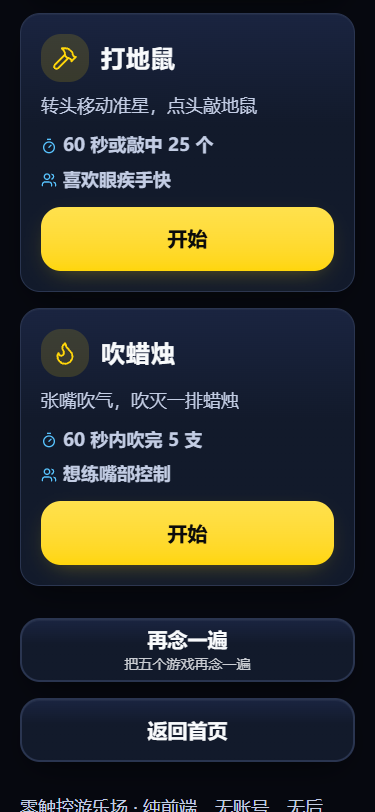 打地鼠
转头移动准星，点头敲地鼠
60 秒或敲中 25 个
喜欢眼疾手快
开始
吹蜡烛
张嘴吹气，吹灭一排蜡烛
60 秒内吹完 5 支
想练嘴部控制
开始
再念一遍
把五个游戏再念一遍
返回首页
零触控游乐场 · 纯前端、无账号、无后